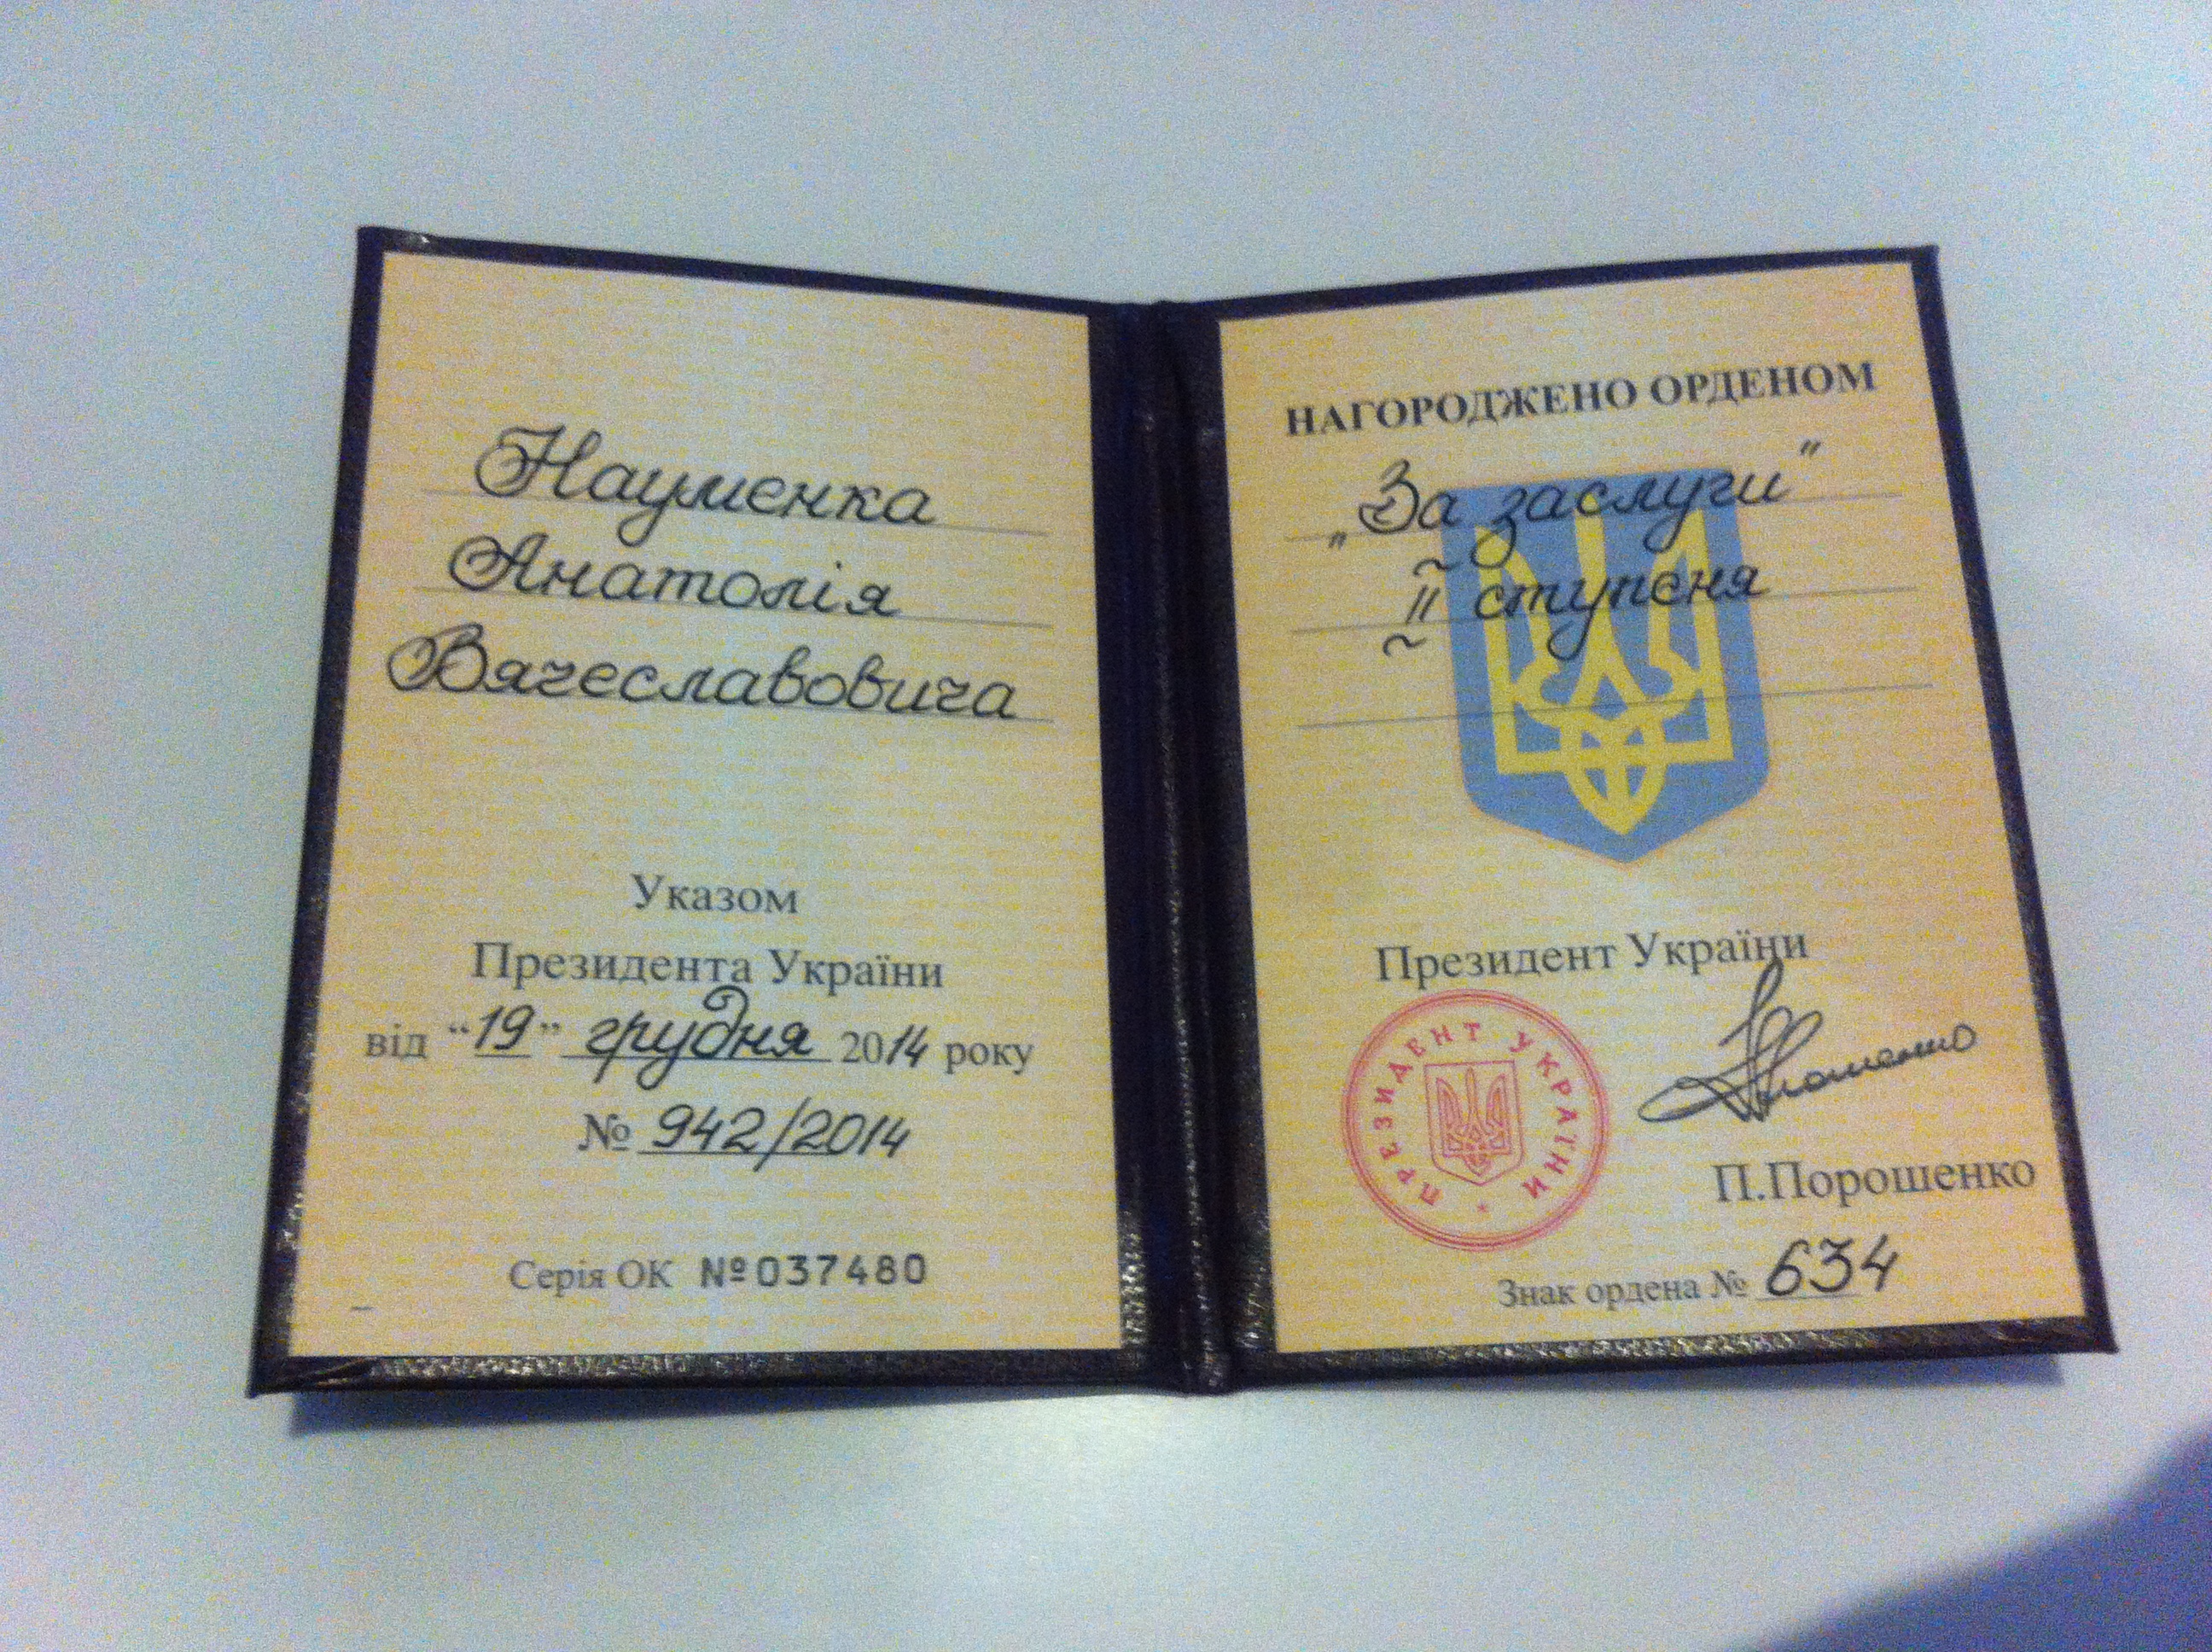 Науменка
Анатолія
Вячеславовича
Указом
Президента України
від “19” грудня 2014 року
№ 942/2014
Серія ОК №037480
НАГОРОДЖЕНО ОРДЕНОМ
„За заслуги”
ІІ ступеня
Президент України
ПРЕЗИДЕНТ УКРАЇНИ *
П.Порошенко
Знак ордена № 634